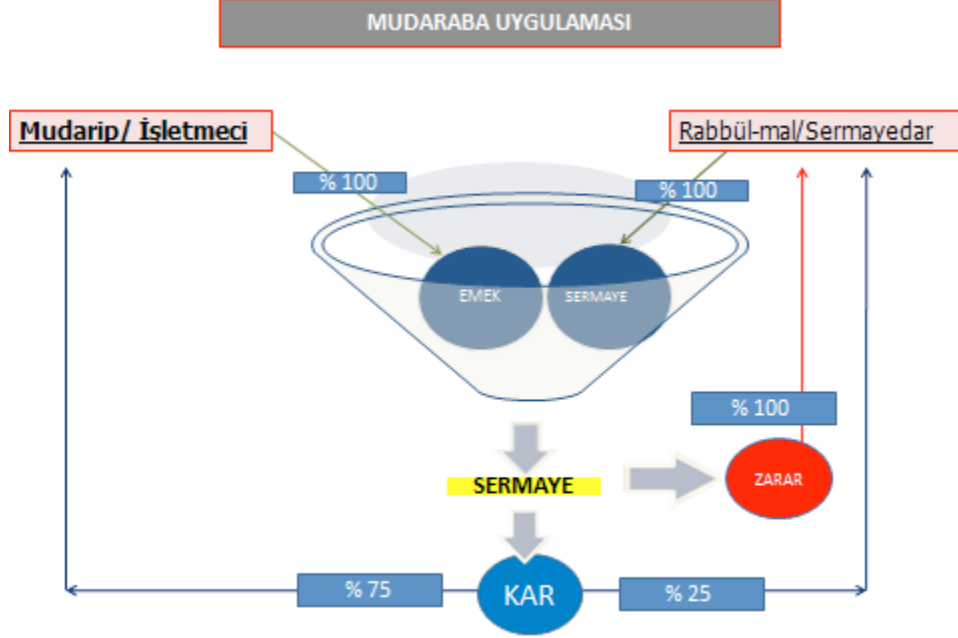 MUDARABA UYGULAMASI
Mudarip/ İşletmeci
Rabbül-mal/Sermayedar
% 100
% 100
EMEK
SERMAYE
% 100
SERMAYE
ZARAR
% 75
KAR
% 25